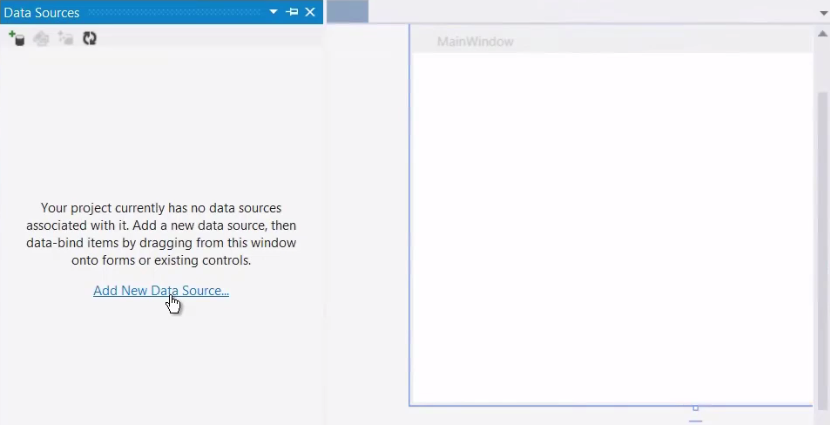 Data Sources
MainWindow
Your project currently has no data sources
associated with it. Add a new data source, then
data-bind items by dragging from this window
onto forms or existing controls.
Add New Data Source...